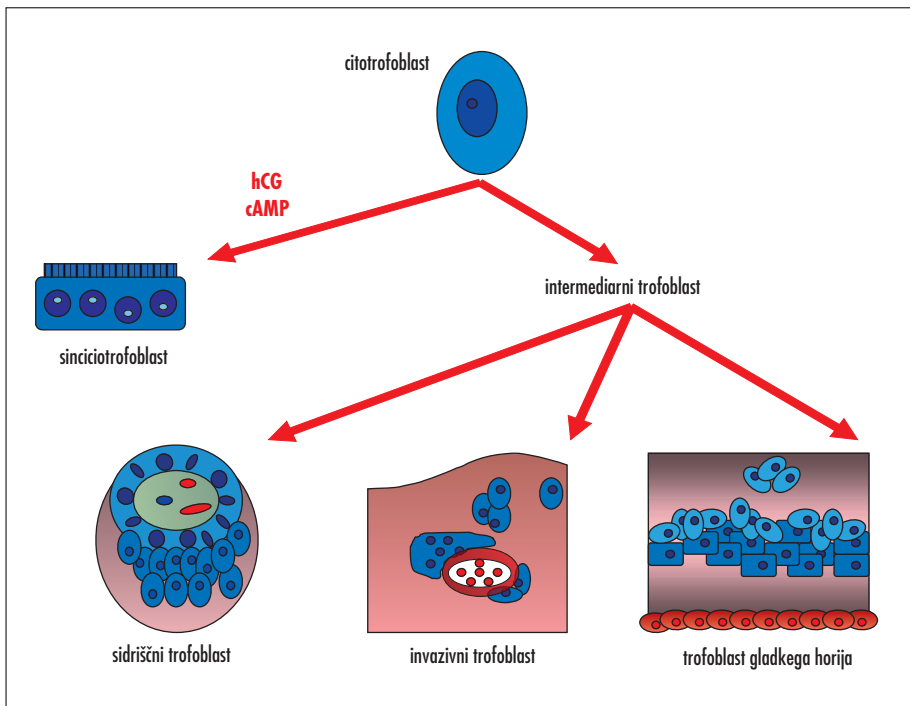 citotrofoblast
hCG
cAMP
intermediarni trofoblast
sinciciotrofoblast
sidriščni trofoblast
invazivni trofoblast
trofoblast gladkega horija